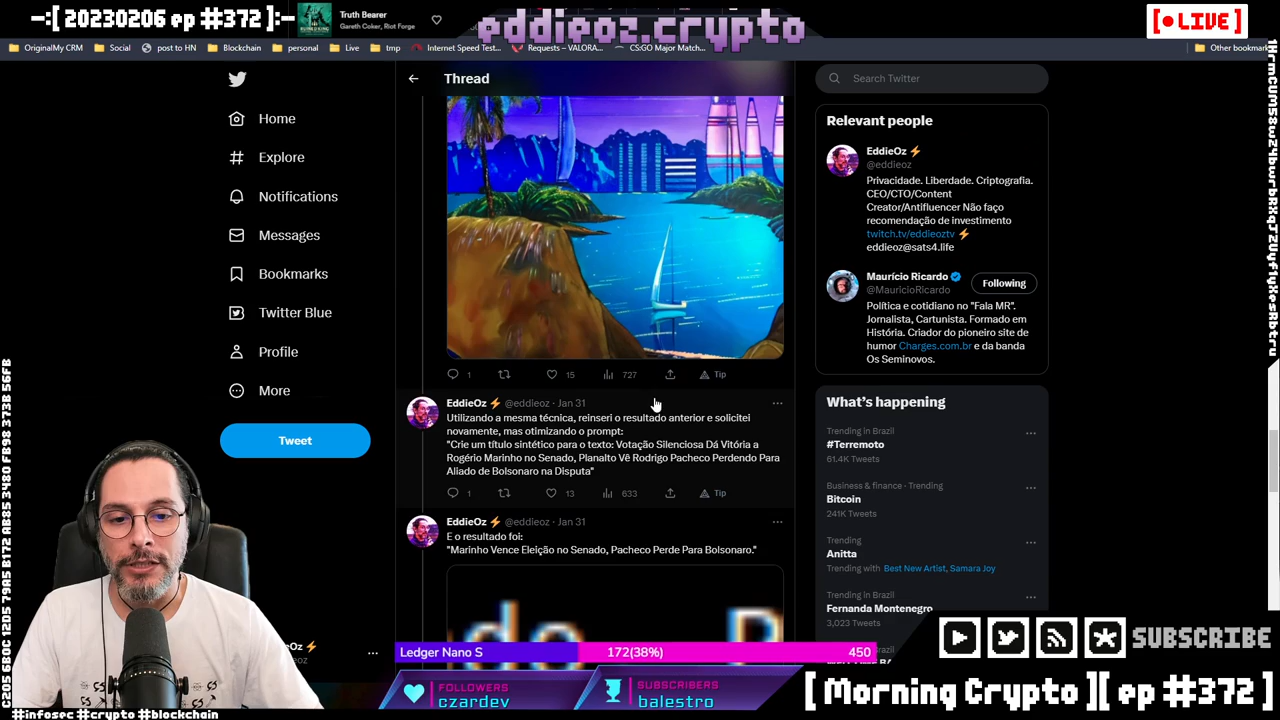 -:[ 20230206 ep #372 ]:-
Truth Bearer
Gareth Coker, Riot Forge
eddieoz.crypto
[• LIVE ]
OriginalMy CRM
Social
post to HN
Blockchain
personal
Live
tmp
Internet Speed Test...
Requests – VALORA...
CS:GO Major Match...
Other bookmar
Home
Explore
Notifications
Messages
Bookmarks
Twitter Blue
Profile
More
Tweet
Thread
1
15
727
Tip
EddieOz ⚡ @eddieoz · Jan 31
Utilizando a mesma técnica, reinseri o resultado anterior e solicitei
novamente, mas otimizando o prompt:
"Crie um título sintético para o texto: Votação Silenciosa Dá Vitória a
Rogério Marinho no Senado, Planalto Vê Rodrigo Pacheco Perdendo Para
Aliado de Bolsonaro na Disputa"
1
13
633
Tip
EddieOz ⚡ @eddieoz · Jan 31
E o resultado foi:
"Marinho Vence Eleição no Senado, Pacheco Perde Para Bolsonaro."
do
Search Twitter
Relevant people
EddieOz ⚡
@eddieoz
Privacidade. Liberdade. Criptografia.
CEO/CTO/Content
Creator/Antifluencer Não faço
recomendação de investimento
twitch.tv/eddieoztv ⚡
eddieoz@sats4.life
Maurício Ricardo
@MauricioRicardo
Following
Política e cotidiano no "Fala MR".
Jornalista, Cartunista. Formado em
História. Criador do pioneiro site de
humor Charges.com.br e da banda
Os Seminovos.
What's happening
Trending in Brazil
#Terremoto
61.4K Tweets
Business & finance · Trending
Bitcoin
241K Tweets
Trending
Anitta
Trending with Best New Artist, Samara Joy
Trending in Brazil
Fernanda Montenegro
3,023 Tweets
Ledger Nano S
172(38%)
450
FOLLOWERS
czardev
SUBSCRIBERS
balestro
SUBSCRIBE
[ Morning Crypto ][ ep #372 ]
#infosec #crypto #blockchain